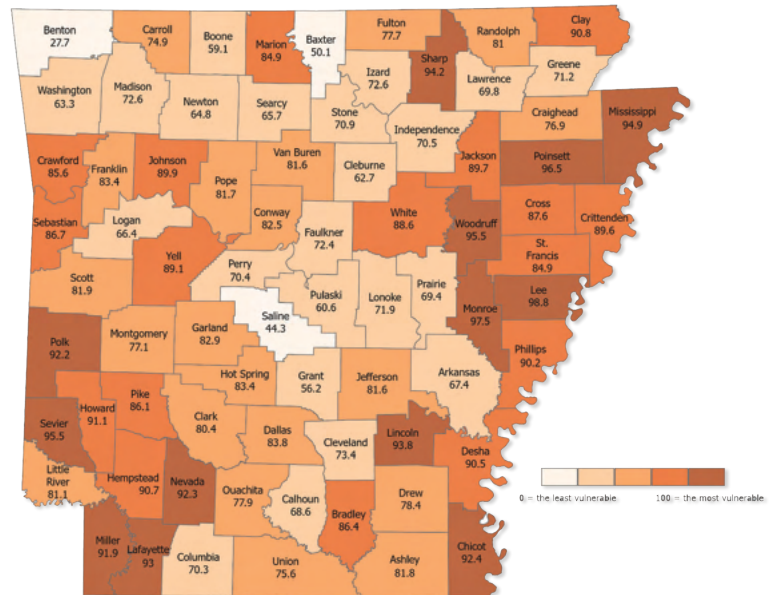 Benton
27.7
Carroll
74.9
Boone
59.1
Marion
84.9
Baxter
50.1
Fulton
77.7
Sharp
94.2
Randolph
81
Clay
90.8
Greene
71.2
Lawrence
69.8
Izard
72.6
Washington
63.3
Madison
72.6
Newton
64.8
Searcy
65.7
Stone
70.9
Independence
70.5
Craighead
76.9
Mississippi
94.9
Crawford
85.6
Franklin
83.4
Johnson
89.9
Pope
81.7
Van Buren
81.6
Cleburne
62.7
Jackson
89.7
Poinsett
96.5
Sebastian
86.7
Logan
66.4
Yell
89.1
Conway
82.5
Faulkner
72.4
White
88.6
Woodruff
95.5
Cross
87.6
Crittenden
89.6
St.
Francis
84.9
Scott
81.9
Perry
70.4
Saline
44.3
Pulaski
60.6
Lonoke
71.9
Prairie
69.4
Monroe
97.5
Lee
98.8
Polk
92.2
Montgomery
77.1
Garland
82.9
Hot Spring
83.4
Grant
56.2
Jefferson
81.6
Arkansas
67.4
Phillips
90.2
Sevier
95.5
Howard
91.1
Pike
86.1
Clark
80.4
Dallas
83.8
Cleveland
73.4
Lincoln
93.8
Desha
90.5
Little
River
81.1
Hempstead
90.7
Nevada
92.3
Ouachita
77.9
Calhoun
68.6
Bradley
86.4
Drew
78.4
Miller
91.9
Lafayette
93
Columbia
70.3
Union
75.6
Ashley
81.8
Chicot
92.4
0 = the least vulnerable
100 = the most vulnerable